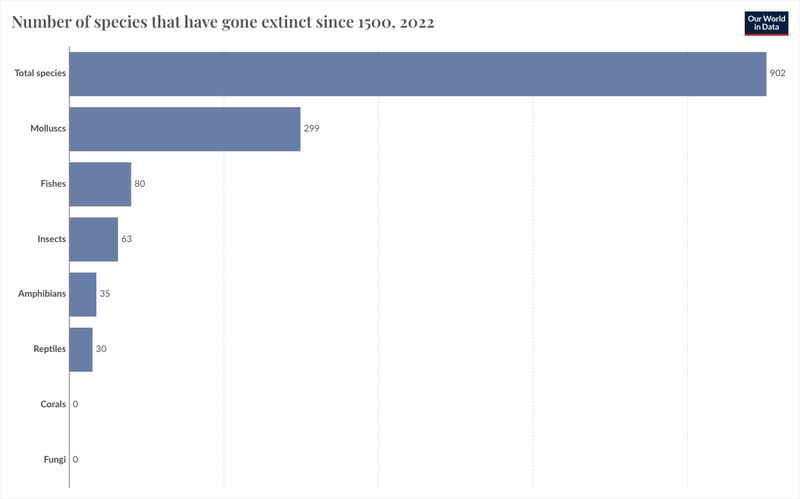 Number of species that have gone extinct since 1500, 2022
Our World
in Data
Total species 902
Molluscs 299
Fishes 80
Insects 63
Amphibians 35
Reptiles 30
Corals 0
Fungi 0